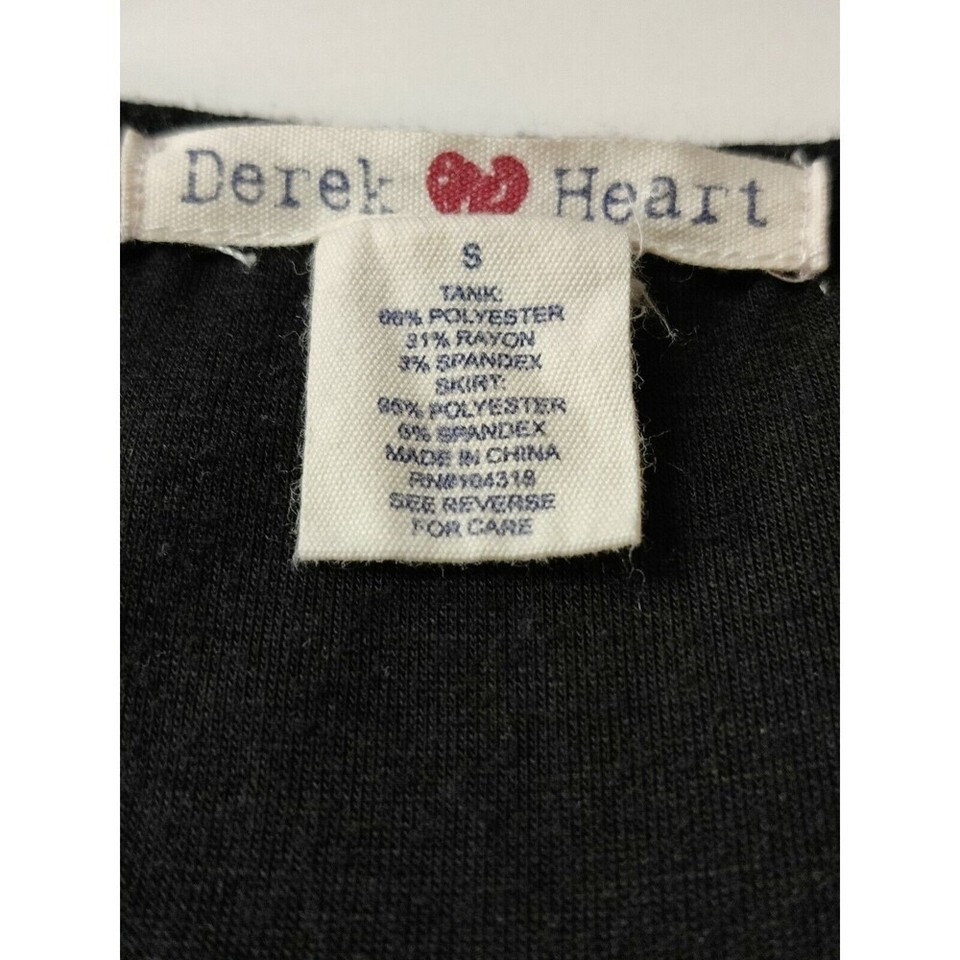 Derek Heart
S
TANK:
66% POLYESTER
31% RAYON
3% SPANDEX
SKIRT:
95% POLYESTER
5% SPANDEX
MADE IN CHINA
RN#104318
SEE REVERSE
FOR CARE